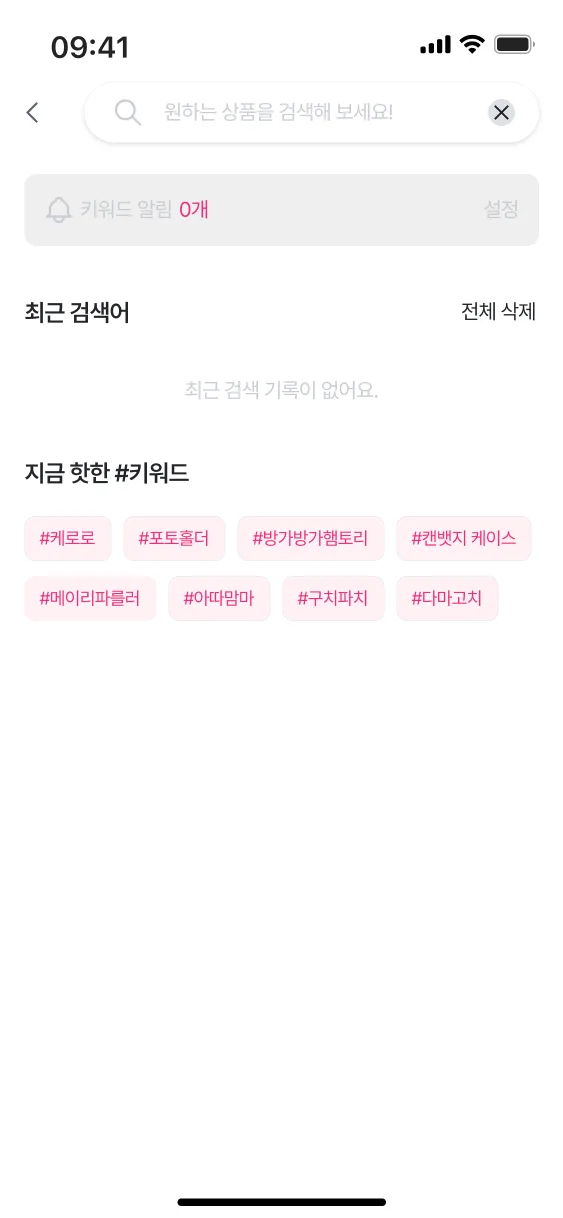 09:41
원하는 상품을 검색해 보세요!
키워드 알림 0개 설정
최근 검색어 전체 삭제
최근 검색 기록이 없어요.
지금 핫한 #키워드
#케로로 #포토홀더 #방가방가햄토리 #캔뱃지 케이스
#메이리파를러 #아따맘마 #구치파치 #다마고치